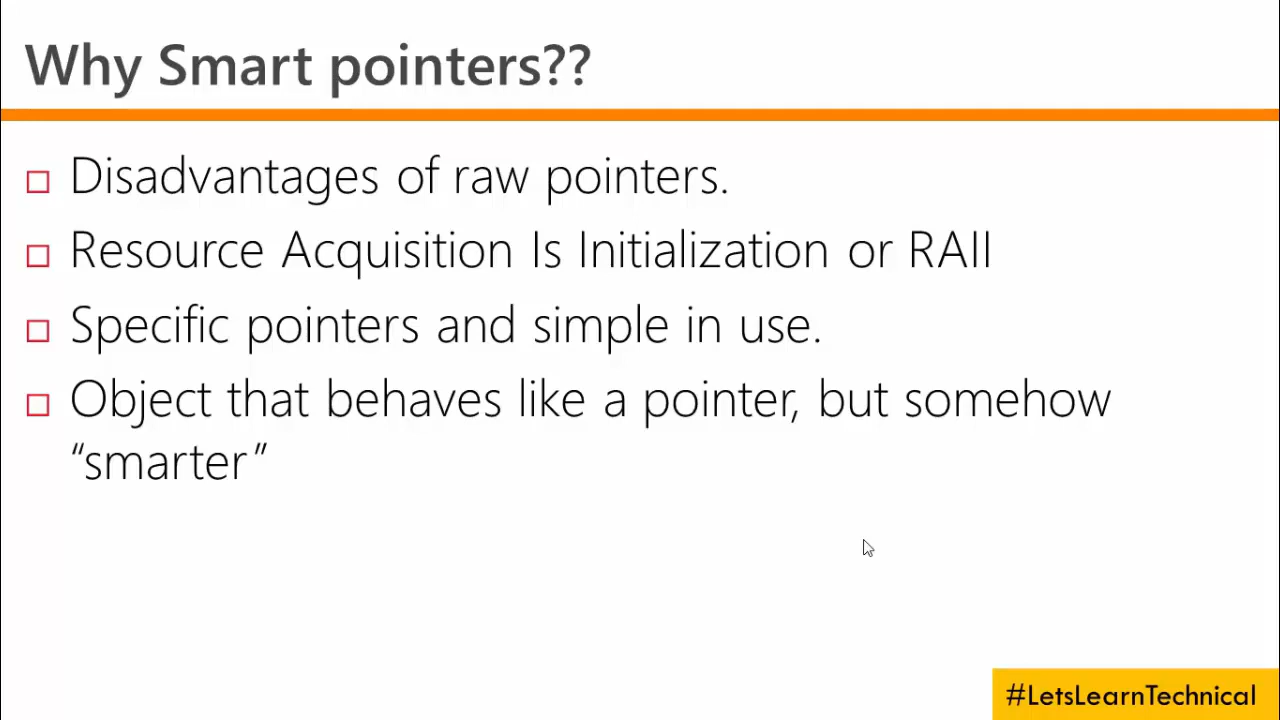 Why Smart pointers??
Disadvantages of raw pointers.
Resource Acquisition Is Initialization or RAII
Specific pointers and simple in use.
Object that behaves like a pointer, but somehow
“smarter”
#LetsLearnTechnical